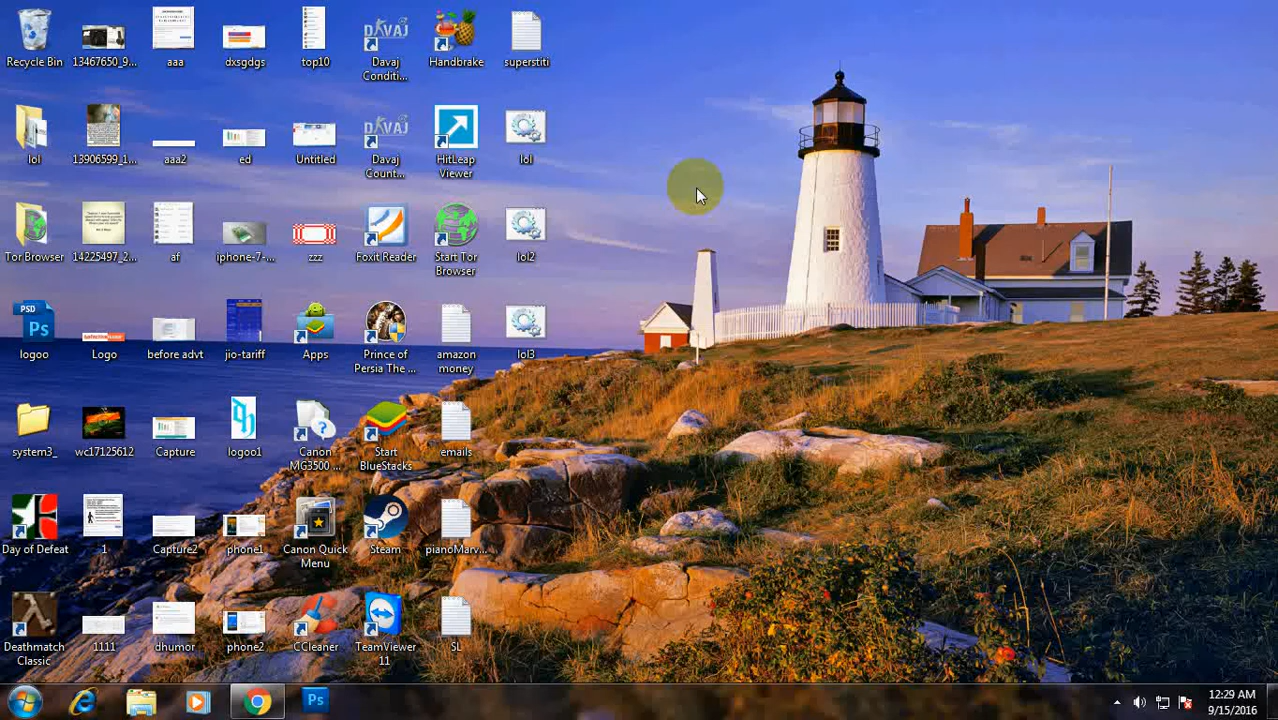 Recycle Bin
13467650_9...
aaa
dxsgdgs
top10
DAVAJ
Davaj
Conditi...
Handbrake
superstiti
lol
13906599_1...
aaa2
ed
Untitled
DAVAJ
Davaj
Count...
HitLeap
Viewer
lol
Tor Browser
14225497_2...
af
iphone-7-...
zzz
Foxit Reader
Start Tor
Browser
lol2
PSD
Ps
logoo
Logo
before advt
jio-tariff
Apps
Prince of
Persia The ...
amazon
money
lol3
system3_
wc17125612
Capture
logoo1
Canon
MG3500 ...
Start
BlueStacks
emails
Day of Defeat
1
Capture2
phone1
Canon Quick
Menu
Steam
pianoMarv...
Deathmatch
Classic
1111
dhumor
phone2
CCleaner
TeamViewer
11
SL
Ps
12:29 AM
9/15/2016